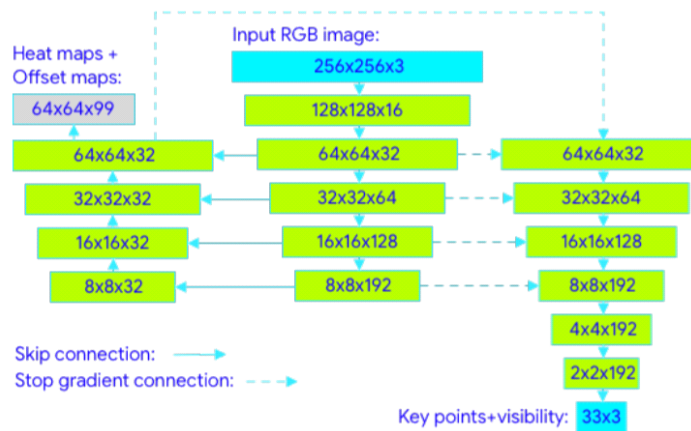 Input RGB image:
256x256x3
Heat maps +
Offset maps:
64x64x99
128x128x16
64x64x32
64x64x32
64x64x32
32x32x32
32x32x64
32x32x64
16x16x32
16x16x128
16x16x128
8x8x32
8x8x192
8x8x192
4x4x192
2x2x192
Skip connection:
Stop gradient connection:
Key points+visibility:
33x3